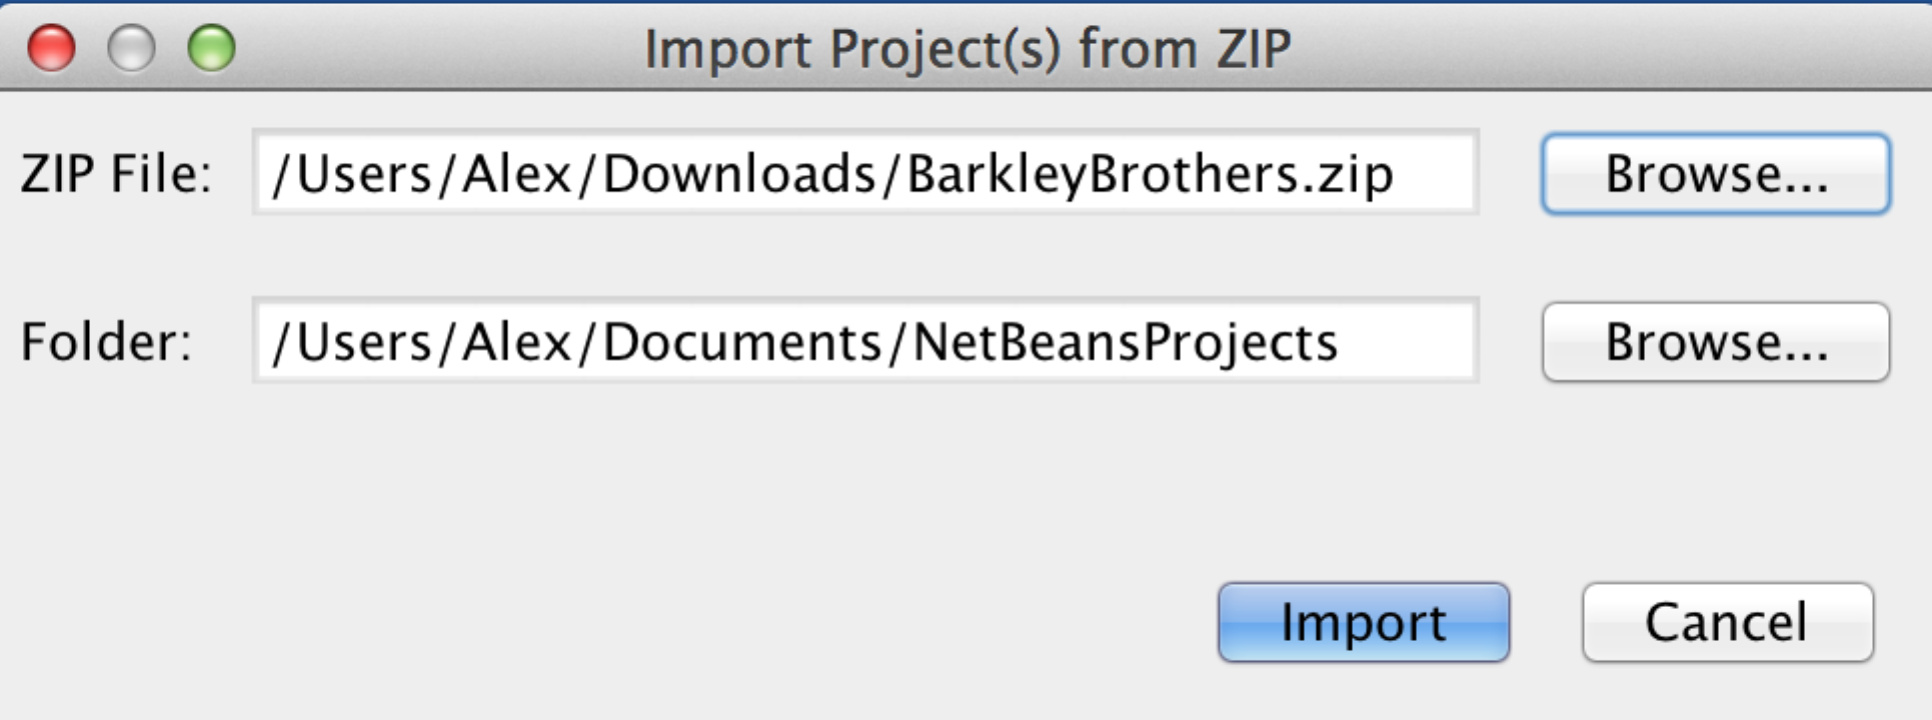 Import Project(s) from ZIP
ZIP File: /Users/Alex/Downloads/BarkleyBrothers.zip Browse...
Folder: /Users/Alex/Documents/NetBeansProjects Browse...
Import Cancel